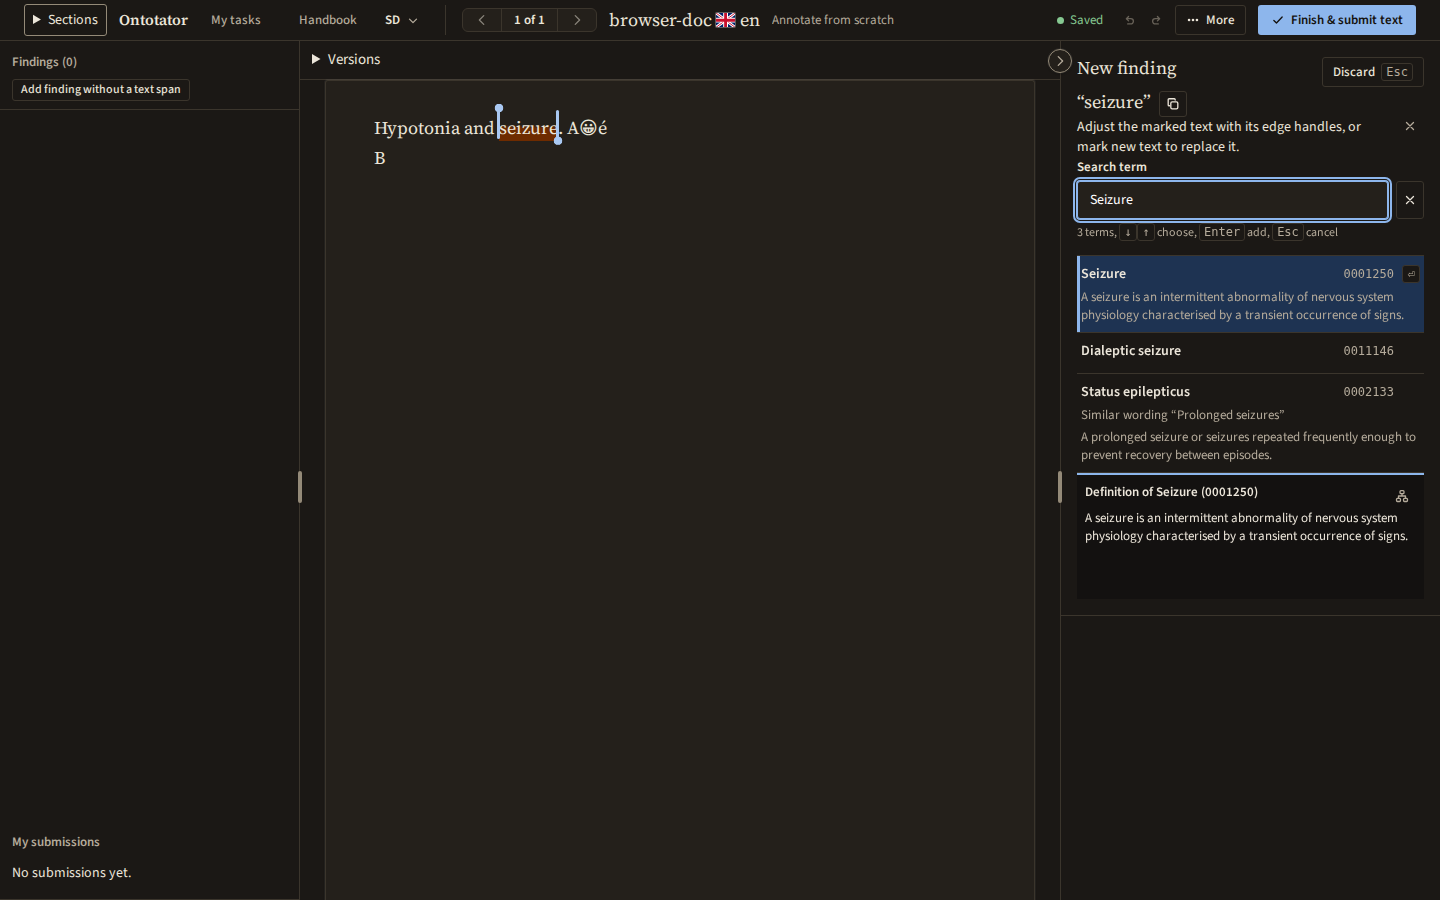 Sections
Ontotator
My tasks
Handbook
SD
1 of 1
browser-doc 🇬🇧 en
Annotate from scratch
Saved
More
Finish & submit text
Findings (0)
Add finding without a text span
My submissions
No submissions yet.
Versions
Hypotonia and seizure. A😀é
B
New finding
Discard Esc
“seizure”
Adjust the marked text with its edge handles, or
mark new text to replace it.
Search term
Seizure
3 terms, ↓ ↑ choose, Enter add, Esc cancel
Seizure 0001250 ⏎
A seizure is an intermittent abnormality of nervous system
physiology characterised by a transient occurrence of signs.
Dialeptic seizure 0011146
Status epilepticus 0002133
Similar wording “Prolonged seizures”
A prolonged seizure or seizures repeated frequently enough to
prevent recovery between episodes.
Definition of Seizure (0001250)
A seizure is an intermittent abnormality of nervous system
physiology characterised by a transient occurrence of signs.